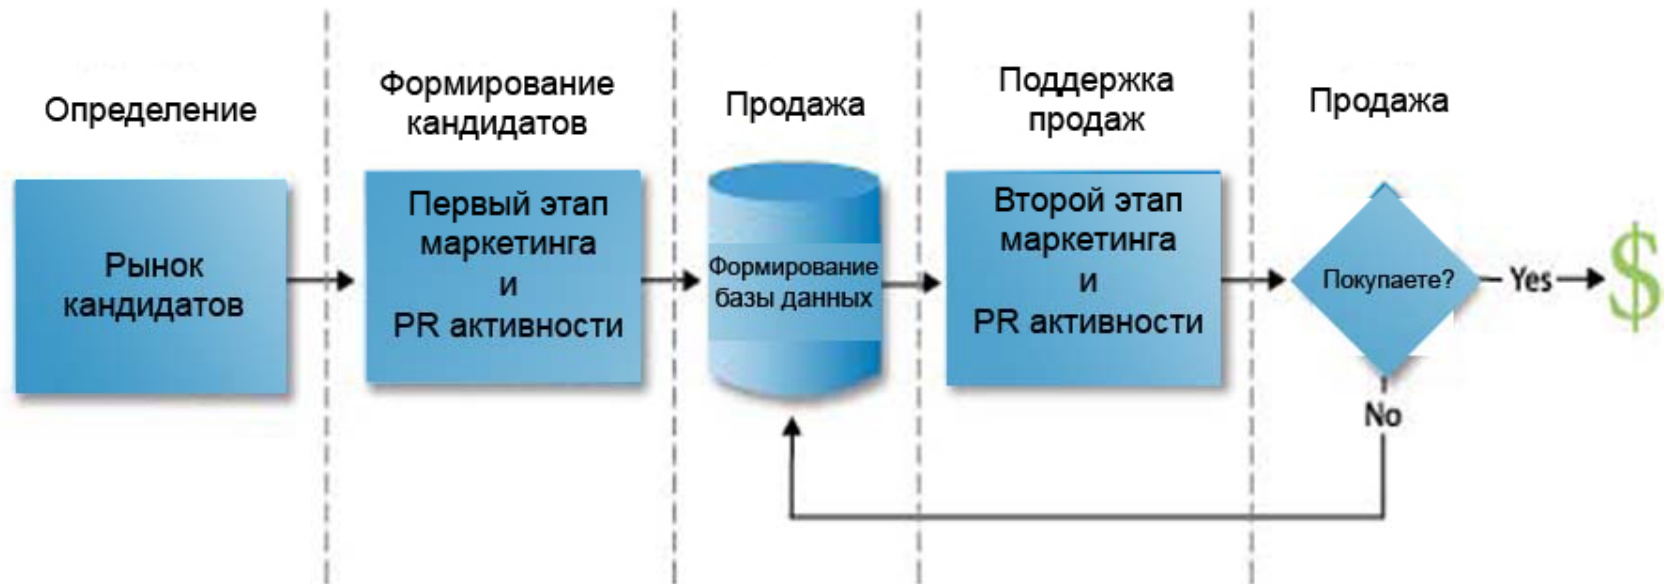 Определение
Формирование
кандидатов
Продажа
Поддержка
продаж
Продажа
Рынок
кандидатов
Первый этап
маркетинга
и
PR активности
Формирование
базы данных
Второй этап
маркетинга
и
PR активности
Покупаете?
Yes
$
No